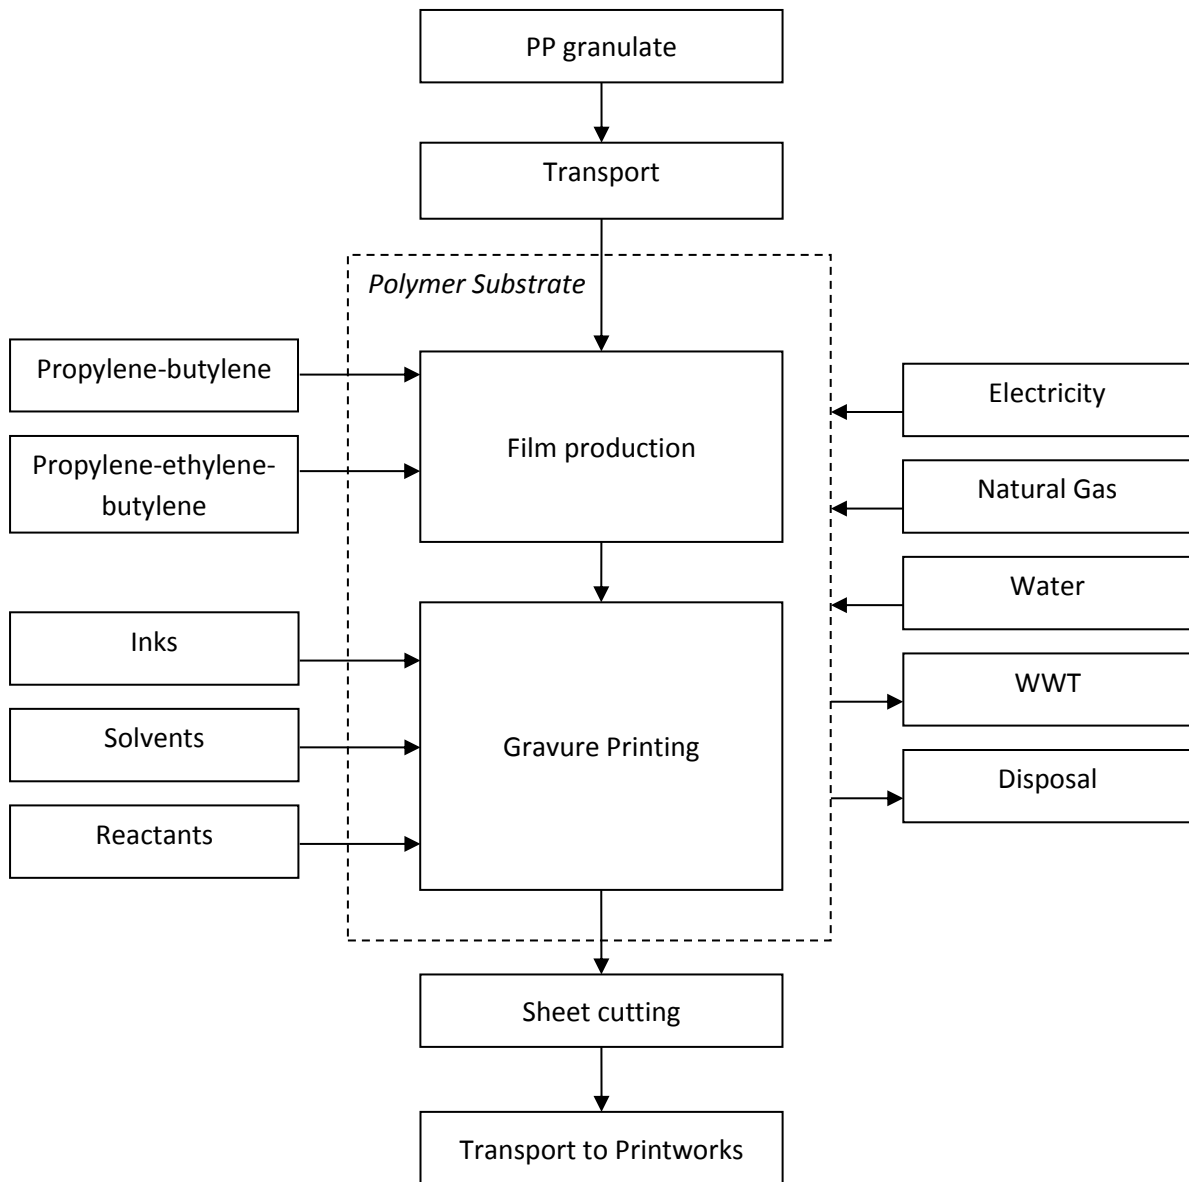 PP granulate
Transport
Polymer Substrate
Propylene-butylene
Propylene-ethylene-
butylene
Film production
Electricity
Natural Gas
Water
Inks
Solvents
Reactants
Gravure Printing
WWT
Disposal
Sheet cutting
Transport to Printworks